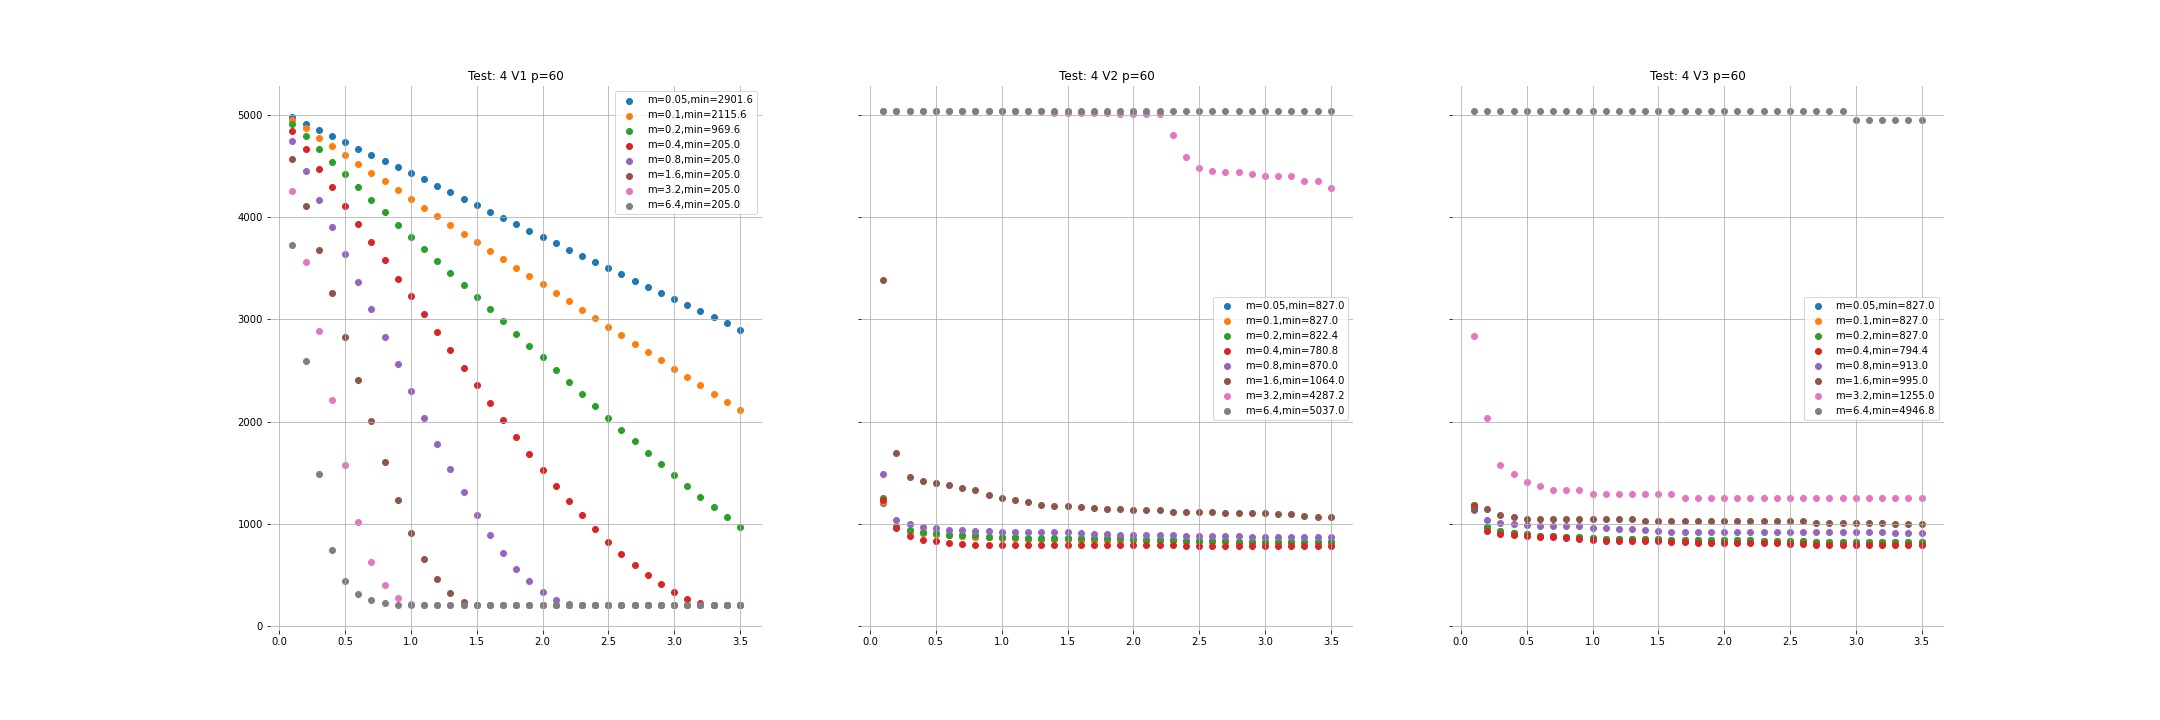 Test: 4 V1 p=60
5000
4000
3000
2000
1000
0
0.0 0.5 1.0 1.5 2.0 2.5 3.0 3.5
m=0.05,min=2901.6
m=0.1,min=2115.6
m=0.2,min=969.6
m=0.4,min=205.0
m=0.8,min=205.0
m=1.6,min=205.0
m=3.2,min=205.0
m=6.4,min=205.0
Test: 4 V2 p=60
m=0.05,min=827.0
m=0.1,min=827.0
m=0.2,min=822.4
m=0.4,min=780.8
m=0.8,min=870.0
m=1.6,min=1064.0
m=3.2,min=4287.2
m=6.4,min=5037.0
0.0 0.5 1.0 1.5 2.0 2.5 3.0 3.5
Test: 4 V3 p=60
m=0.05,min=827.0
m=0.1,min=827.0
m=0.2,min=827.0
m=0.4,min=794.4
m=0.8,min=913.0
m=1.6,min=995.0
m=3.2,min=1255.0
m=6.4,min=4946.8
0.0 0.5 1.0 1.5 2.0 2.5 3.0 3.5